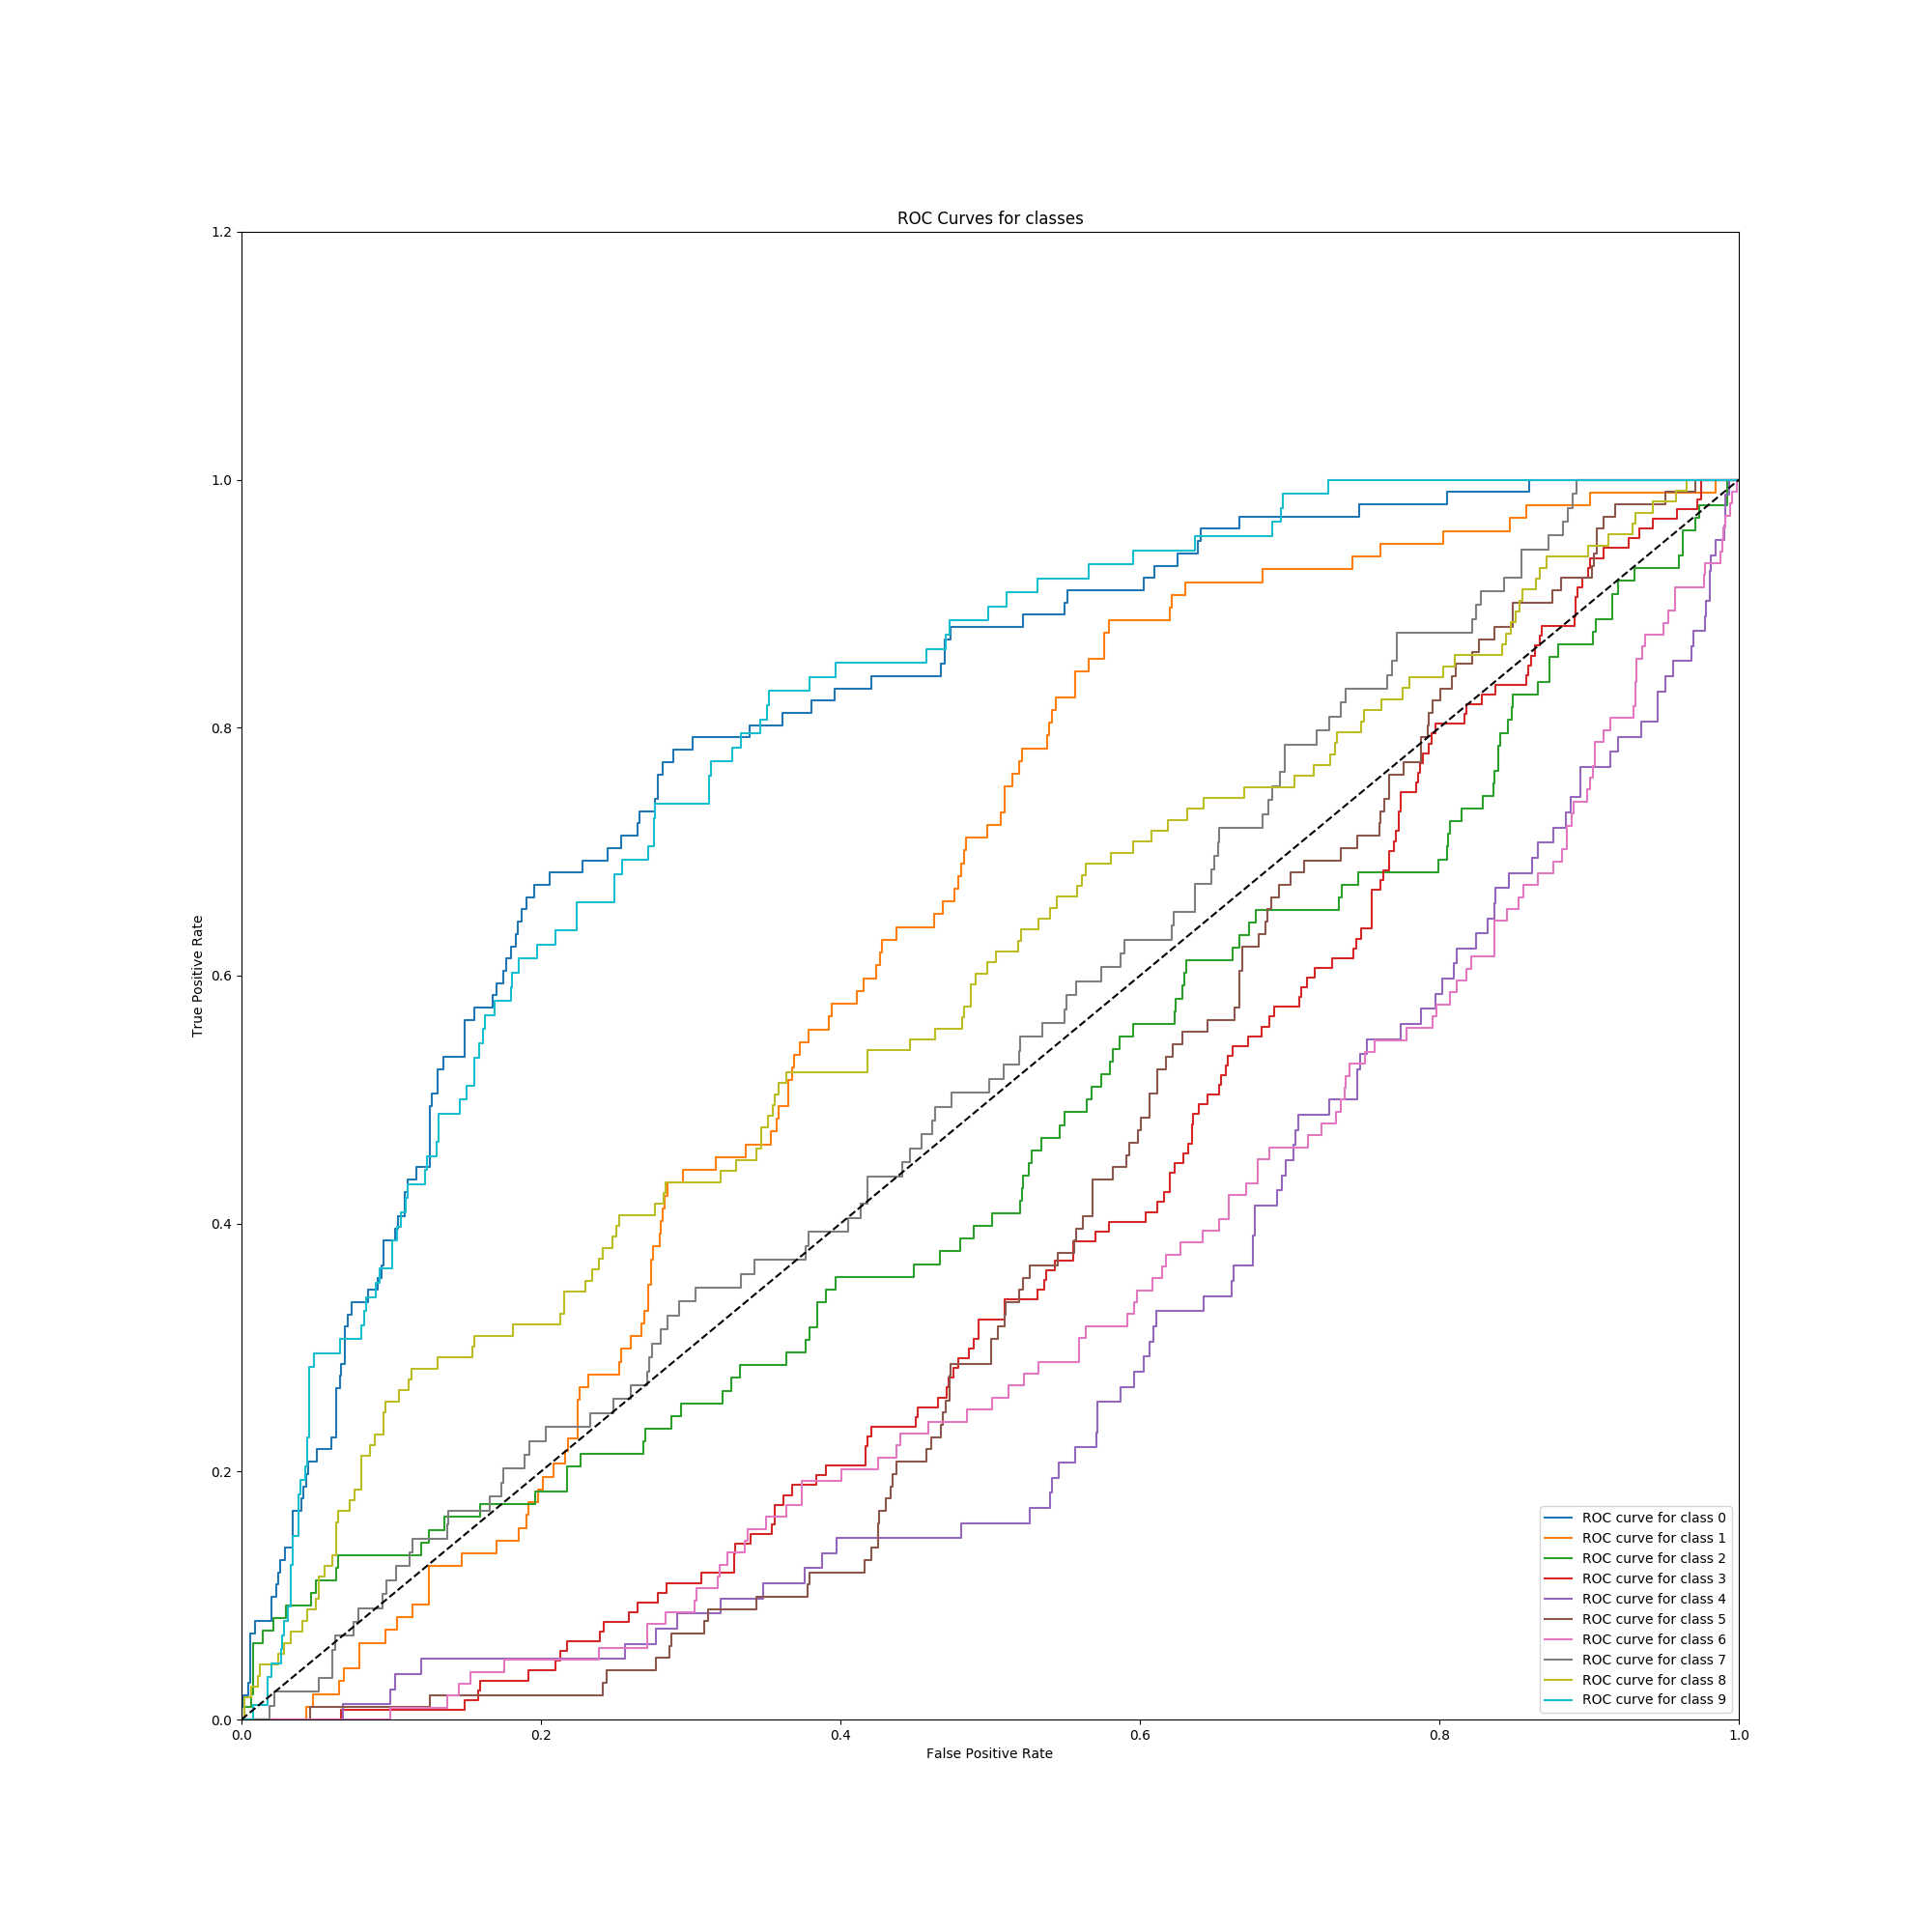 ROC Curves for classes
1.2
1.0
0.8
0.6
0.4
0.2
0.0
True Positive Rate
0.0 0.2 0.4 0.6 0.8 1.0
False Positive Rate
ROC curve for class 0
ROC curve for class 1
ROC curve for class 2
ROC curve for class 3
ROC curve for class 4
ROC curve for class 5
ROC curve for class 6
ROC curve for class 7
ROC curve for class 8
ROC curve for class 9